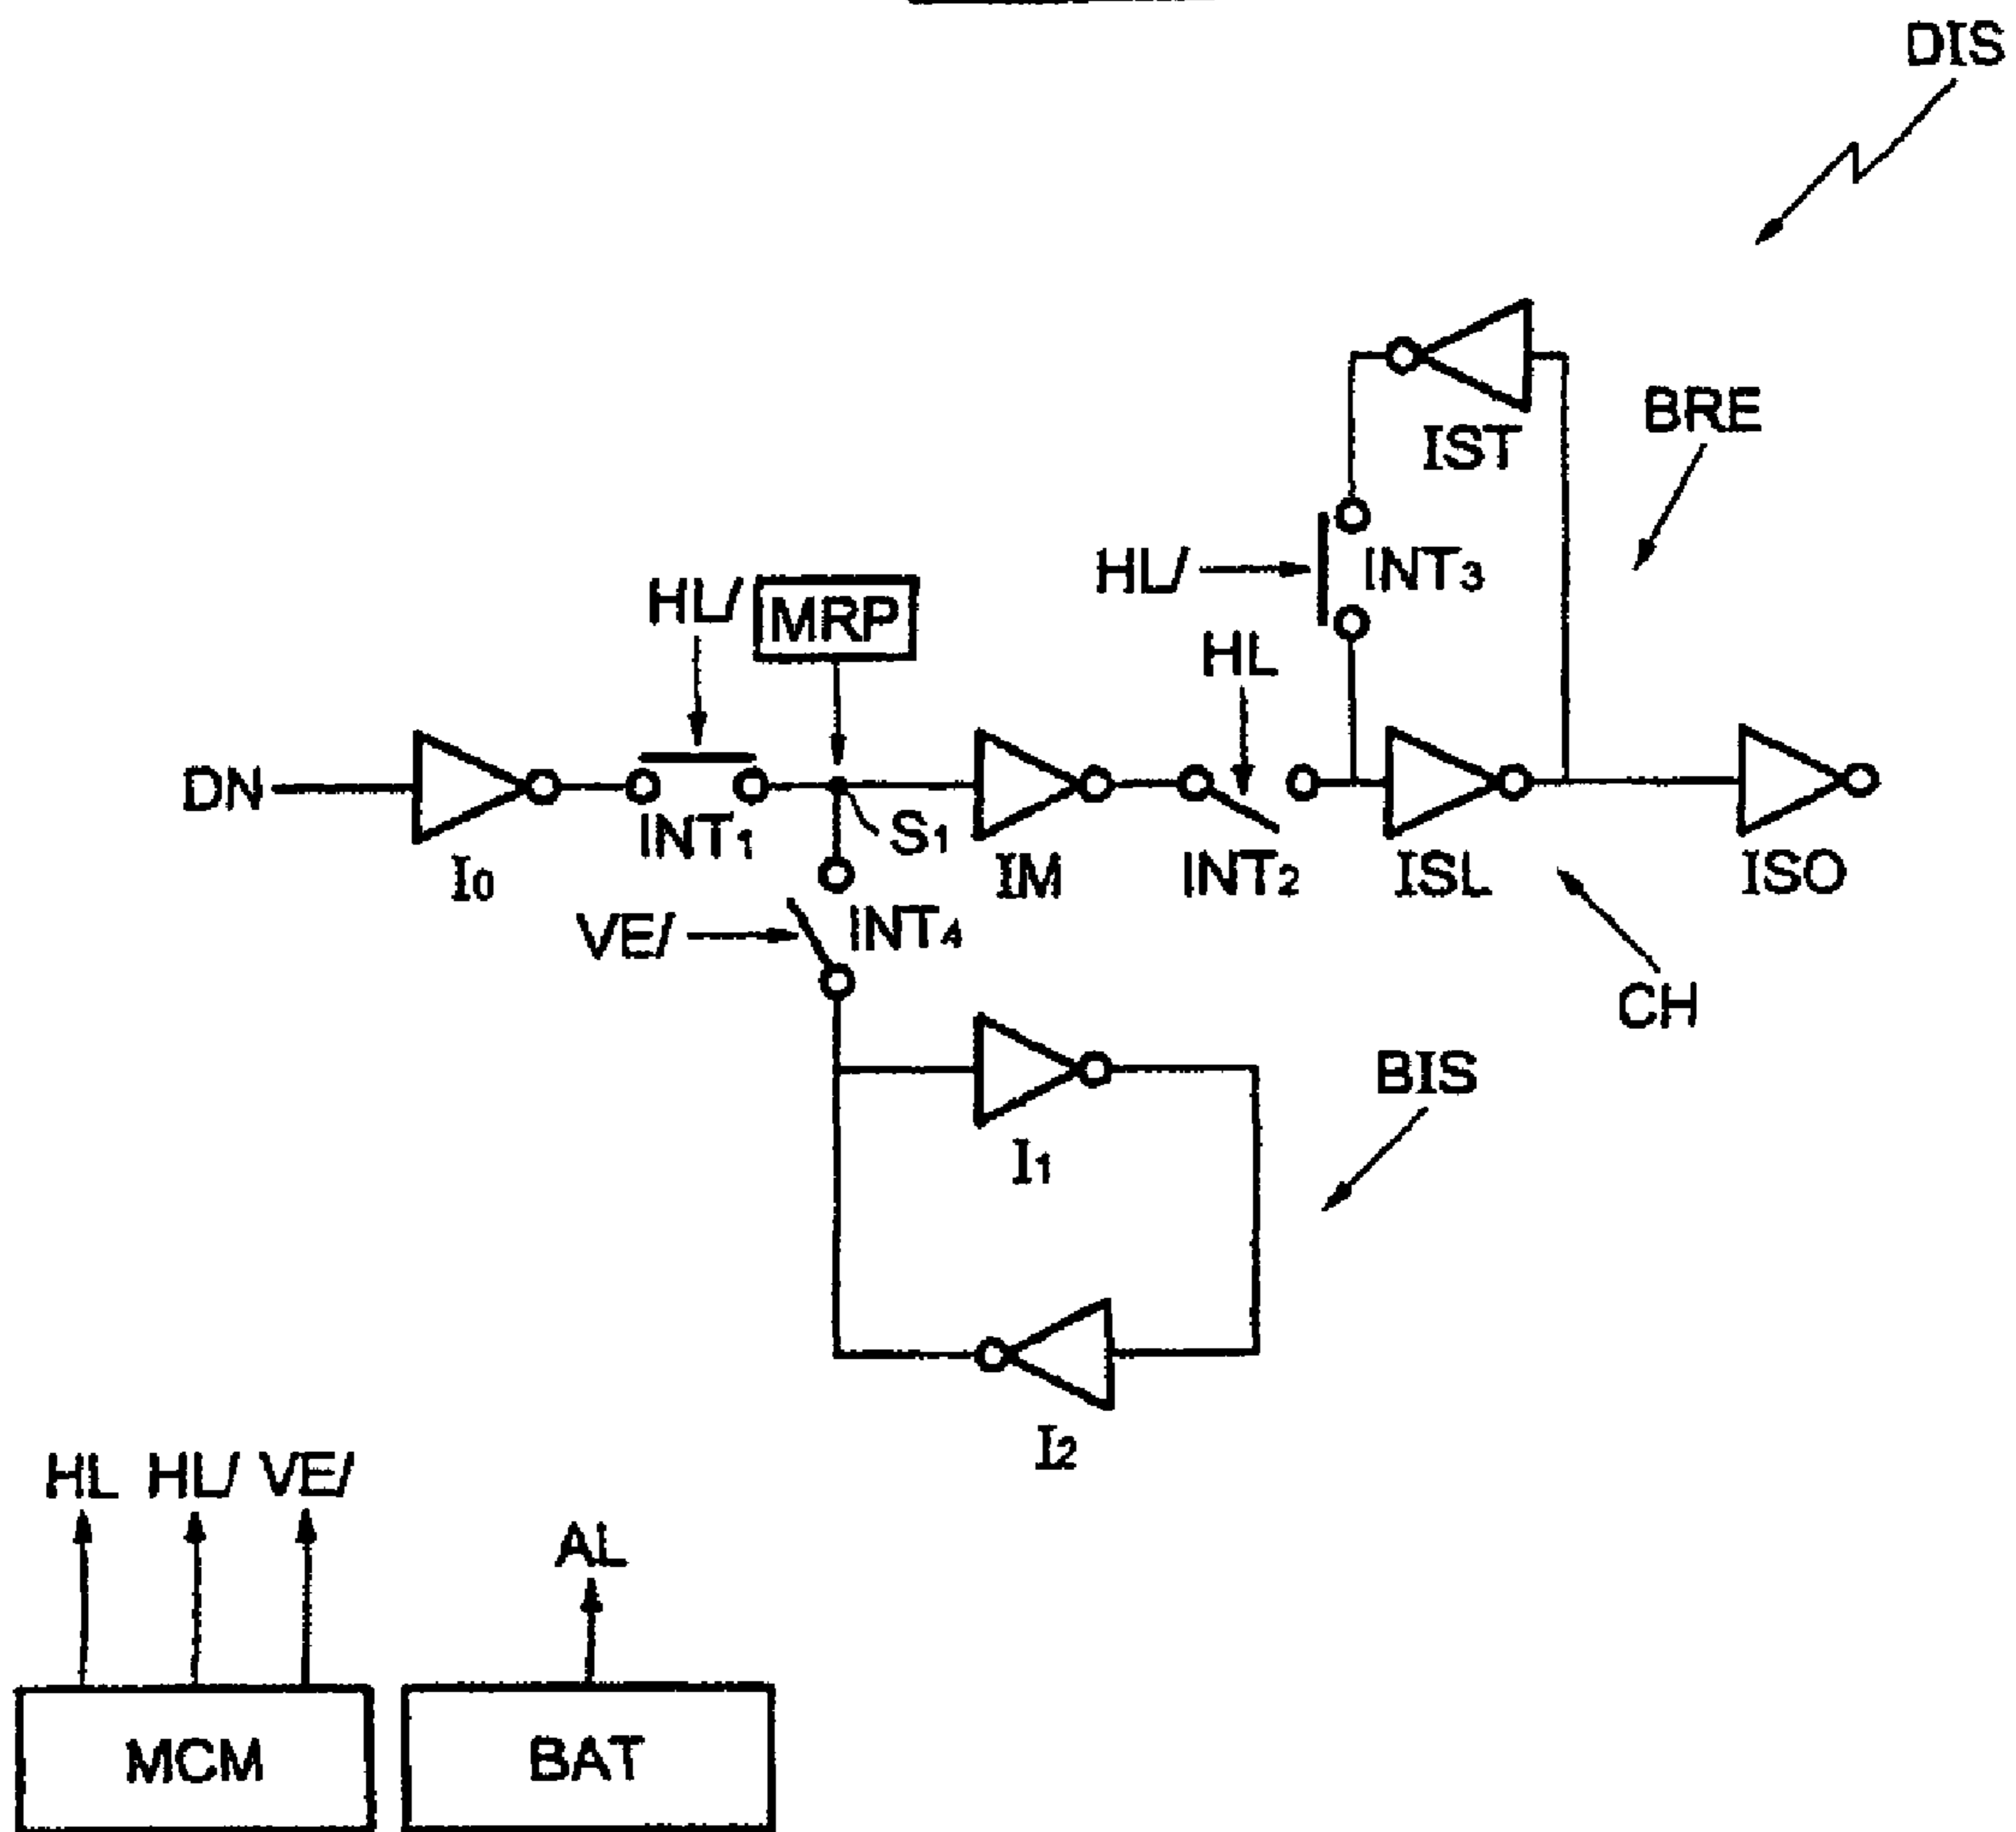 DIS
IST
BRE
HL/
MRP
HL/
INT3
HL
DN
I0
INT1
S1
IM
INT2
ISL
ISO
VE/
INT4
CH
I1
BIS
I2
HL HL/ VE/
AL
MCM
BAT